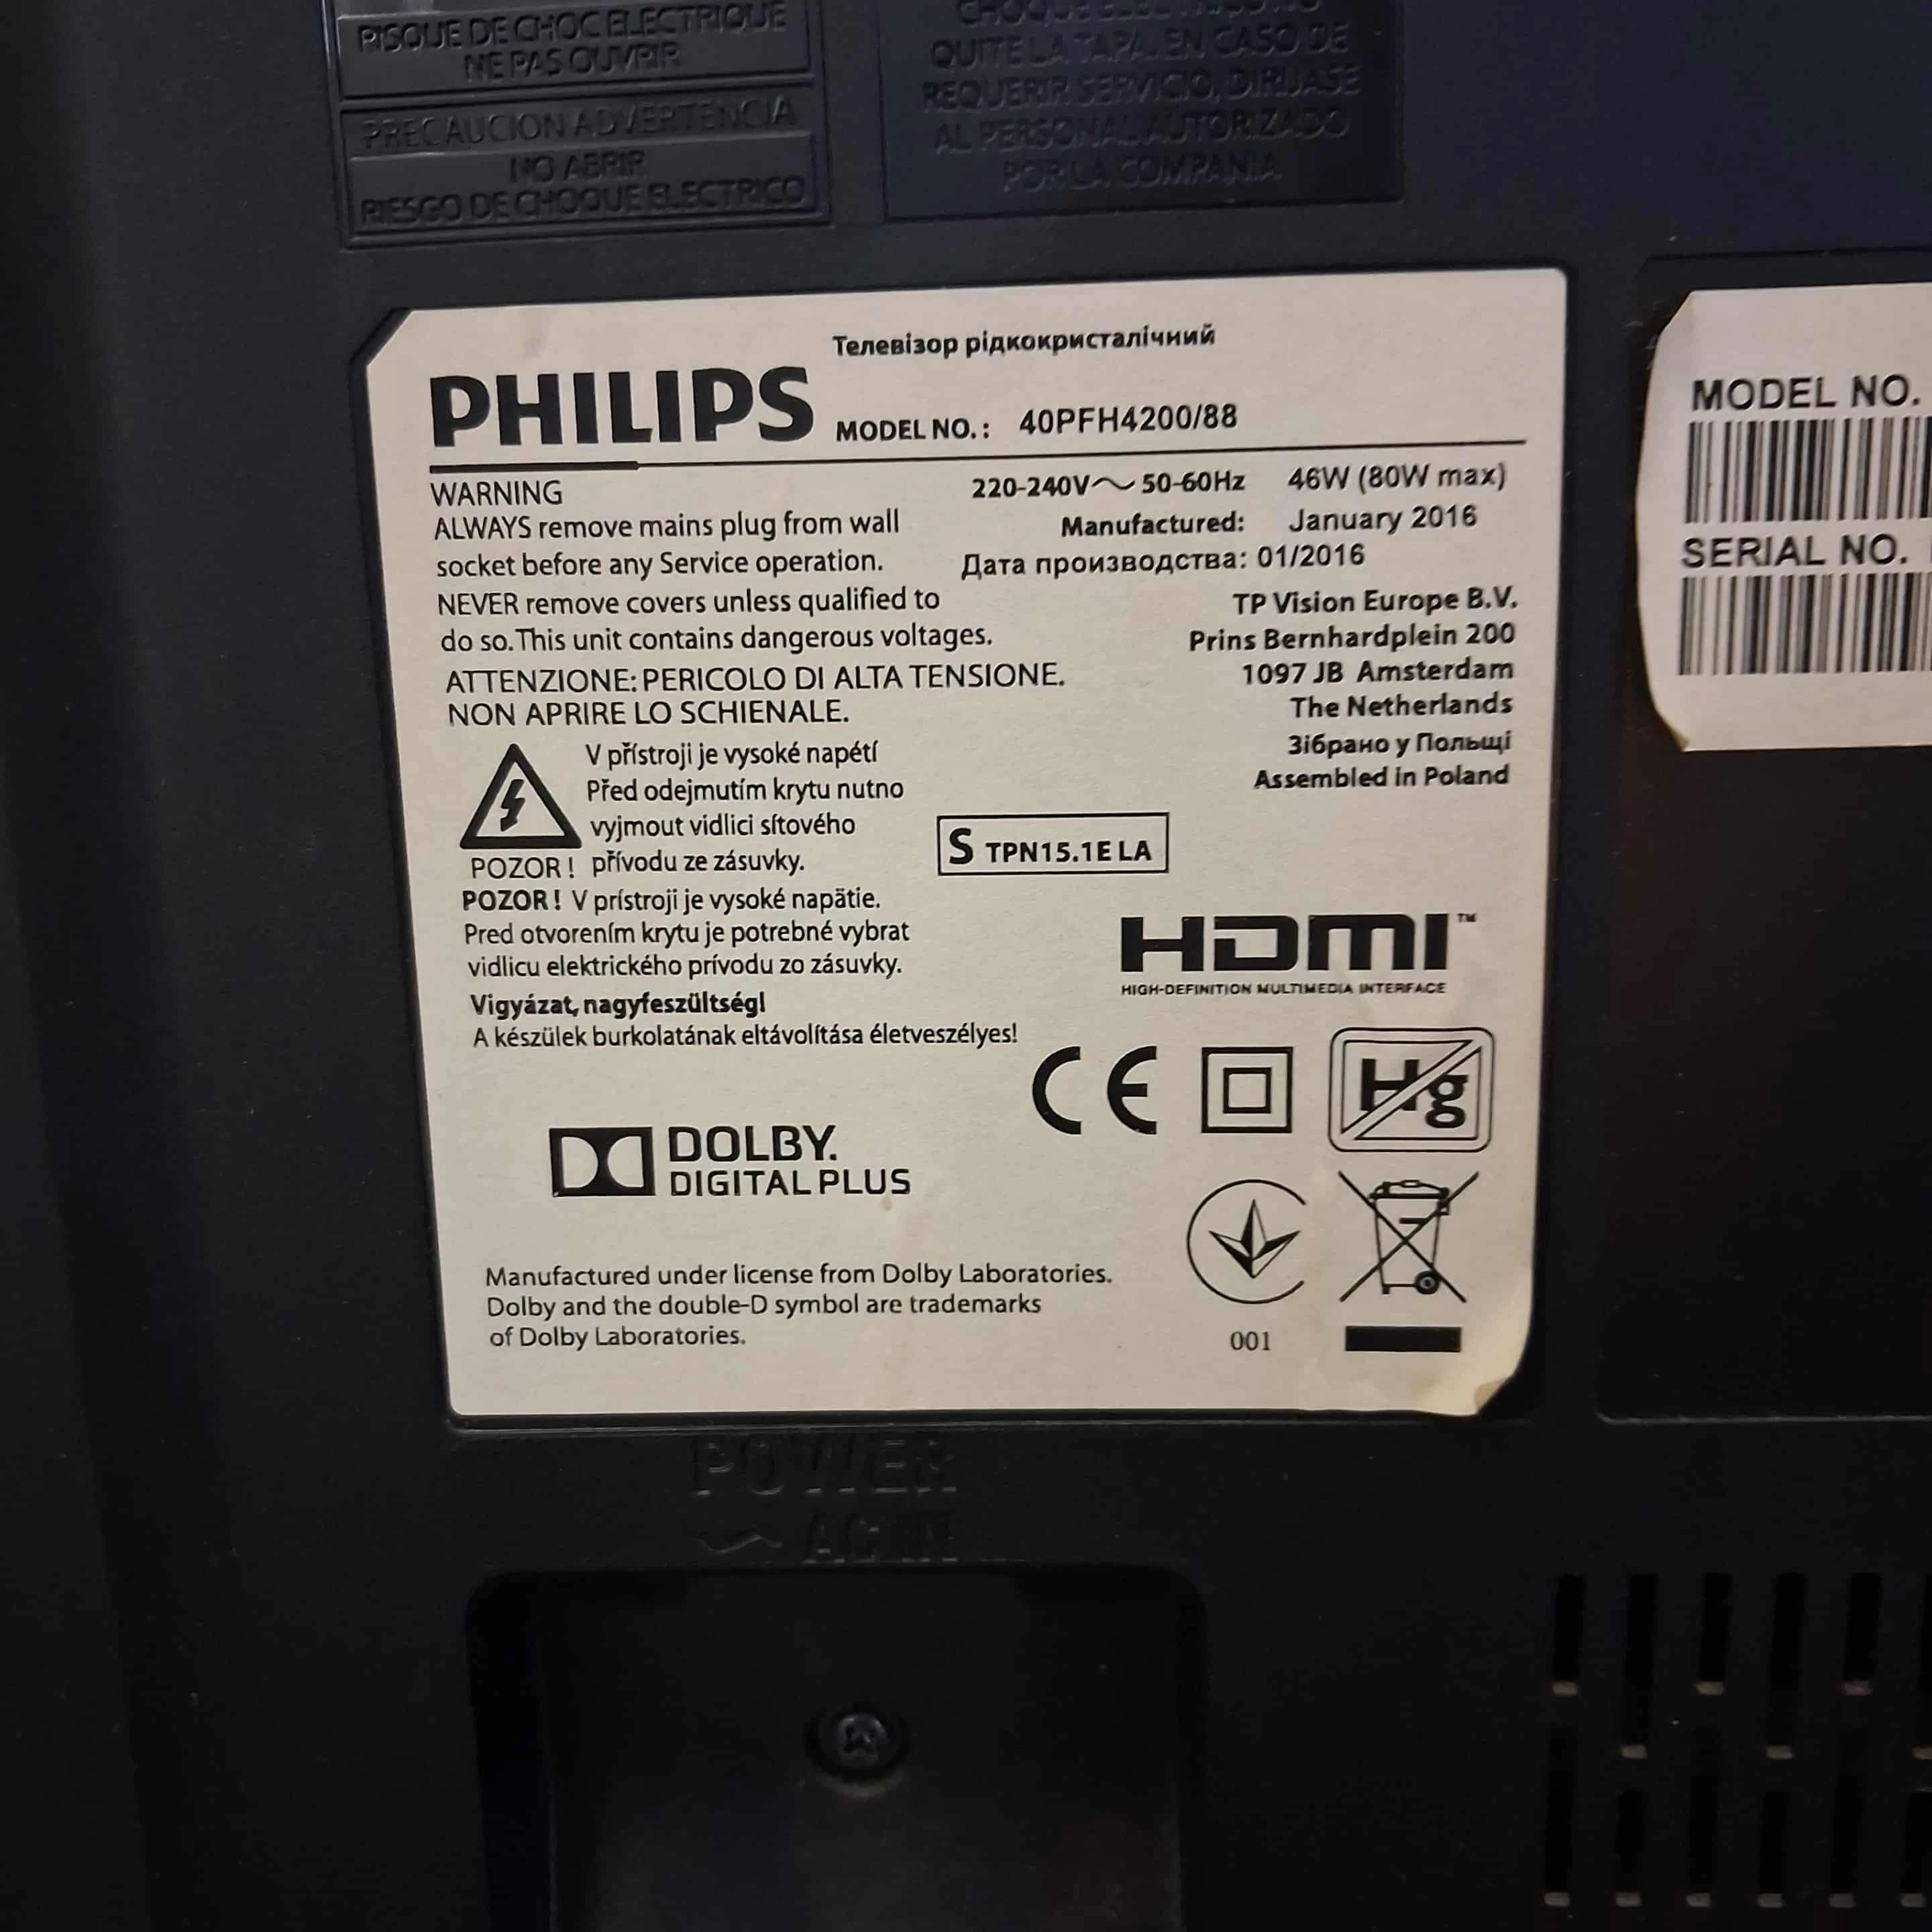 RISQUE DE CHOC ELECTRIQUE
NE PAS OUVRIR
PRECAUCION ADVERTENCIA
NO ABRIR
RIESGO DE CHOQUE ELECTRICO
QUITE LA TAPA. EN CASO DE
REQUERIR SERVICIO, DIRIJASE
AL PERSONAL AUTORIZADO
POR LA COMPANIA
Телевізор рідкокристалічний
PHILIPS MODEL NO.: 40PFH4200/88
WARNING
ALWAYS remove mains plug from wall
socket before any Service operation.
NEVER remove covers unless qualified to
do so. This unit contains dangerous voltages.
ATTENZIONE: PERICOLO DI ALTA TENSIONE.
NON APRIRE LO SCHIENALE.
220-240V～ 50-60Hz 46W (80W max)
Manufactured: January 2016
Дата производства: 01/2016
TP Vision Europe B.V.
Prins Bernhardplein 200
1097 JB Amsterdam
The Netherlands
Зібрано у Польщі
Assembled in Poland
V přístroji je vysoké napétí
Před odejmutím krytu nutno
vyjmout vidlici sítového
POZOR! přívodu ze zásuvky.
POZOR! V prístroji je vysoké napätie.
Pred otvorením krytu je potrebné vybrat
vidlicu elektrického prívodu zo zásuvky.
Vigyázat, nagyfeszültség!
A készülek burkolatának eltávolítása életveszélyes!
S TPN15.1E LA
HDMI™
HIGH-DEFINITION MULTIMEDIA INTERFACE
CE
Hg
DOLBY.
DIGITAL PLUS
Manufactured under license from Dolby Laboratories.
Dolby and the double-D symbol are trademarks
of Dolby Laboratories.
001
MODEL NO.
SERIAL NO.
POWER
～ AC IN